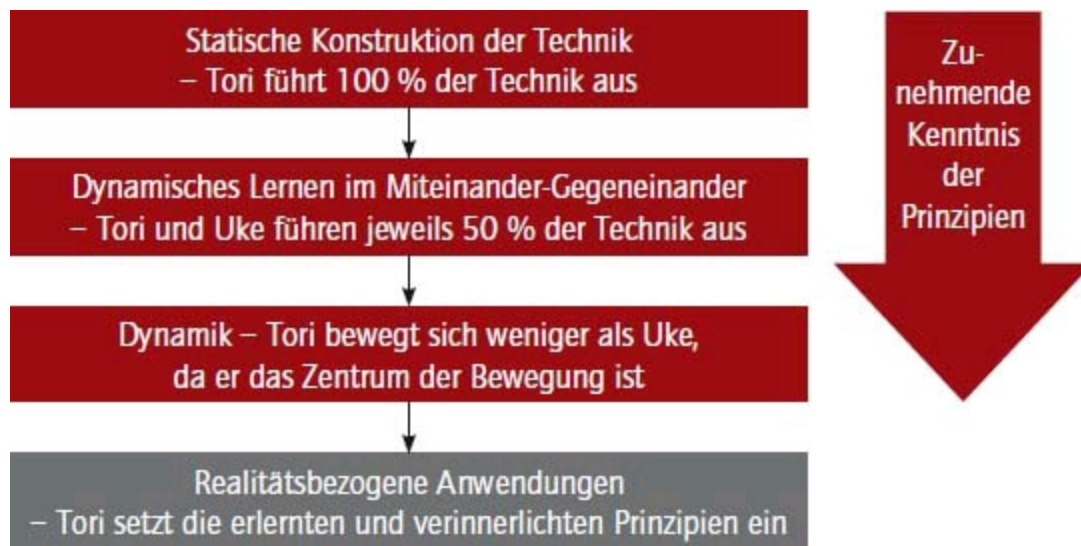 Statische Konstruktion der Technik
– Tori führt 100 % der Technik aus
Dynamisches Lernen im Miteinander-Gegeneinander
– Tori und Uke führen jeweils 50 % der Technik aus
Dynamik – Tori bewegt sich weniger als Uke,
da er das Zentrum der Bewegung ist
Realitätsbezogene Anwendungen
– Tori setzt die erlernten und verinnerlichten Prinzipien ein
Zu-
nehmende
Kenntnis
der
Prinzipien